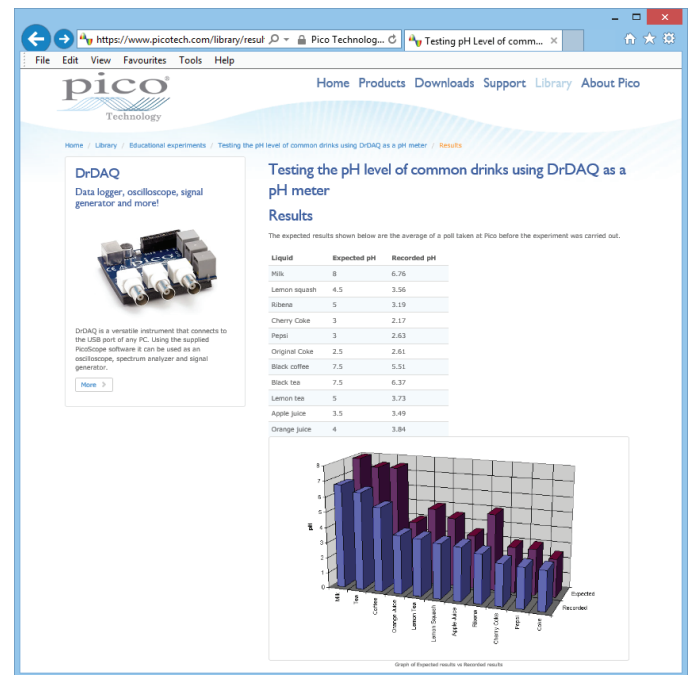 https://www.picotech.com/library/resul
Pico Technolog...
Testing pH Level of comm...
File Edit View Favourites Tools Help
pico
Technology
Home Products Downloads Support Library About Pico
Home / Library / Educational experiments / Testing the pH level of common drinks using DrDAQ as a pH meter / Results
DrDAQ
Data logger, oscilloscope, signal
generator and more!
DrDAQ is a versatile instrument that connects to
the USB port of any PC. Using the supplied
PicoScope software it can be used as an
oscilloscope, spectrum analyzer and signal
generator.
More
Testing the pH level of common drinks using DrDAQ as a
pH meter
Results
The expected results shown below are the average of a poll taken at Pico before the experiment was carried out.
Liquid Expected pH Recorded pH
Milk 8 6.76
Lemon squash 4.5 3.56
Ribena 5 3.19
Cherry Coke 3 2.17
Pepsi 3 2.63
Original Coke 2.5 2.61
Black coffee 7.5 5.51
Black tea 7.5 6.37
Lemon tea 5 3.73
Apple juice 3.5 3.49
Orange juice 4 3.84
8
7
6
5
4
3
2
1
0
pH
Milk
Tea
Coffee
Orange Juice
Lemon Tea
Lemon Squash
Apple Juice
Ribena
Cherry Coke
Pepsi
Coke
Expected
Recorded
Graph of Expected results vs Recorded results